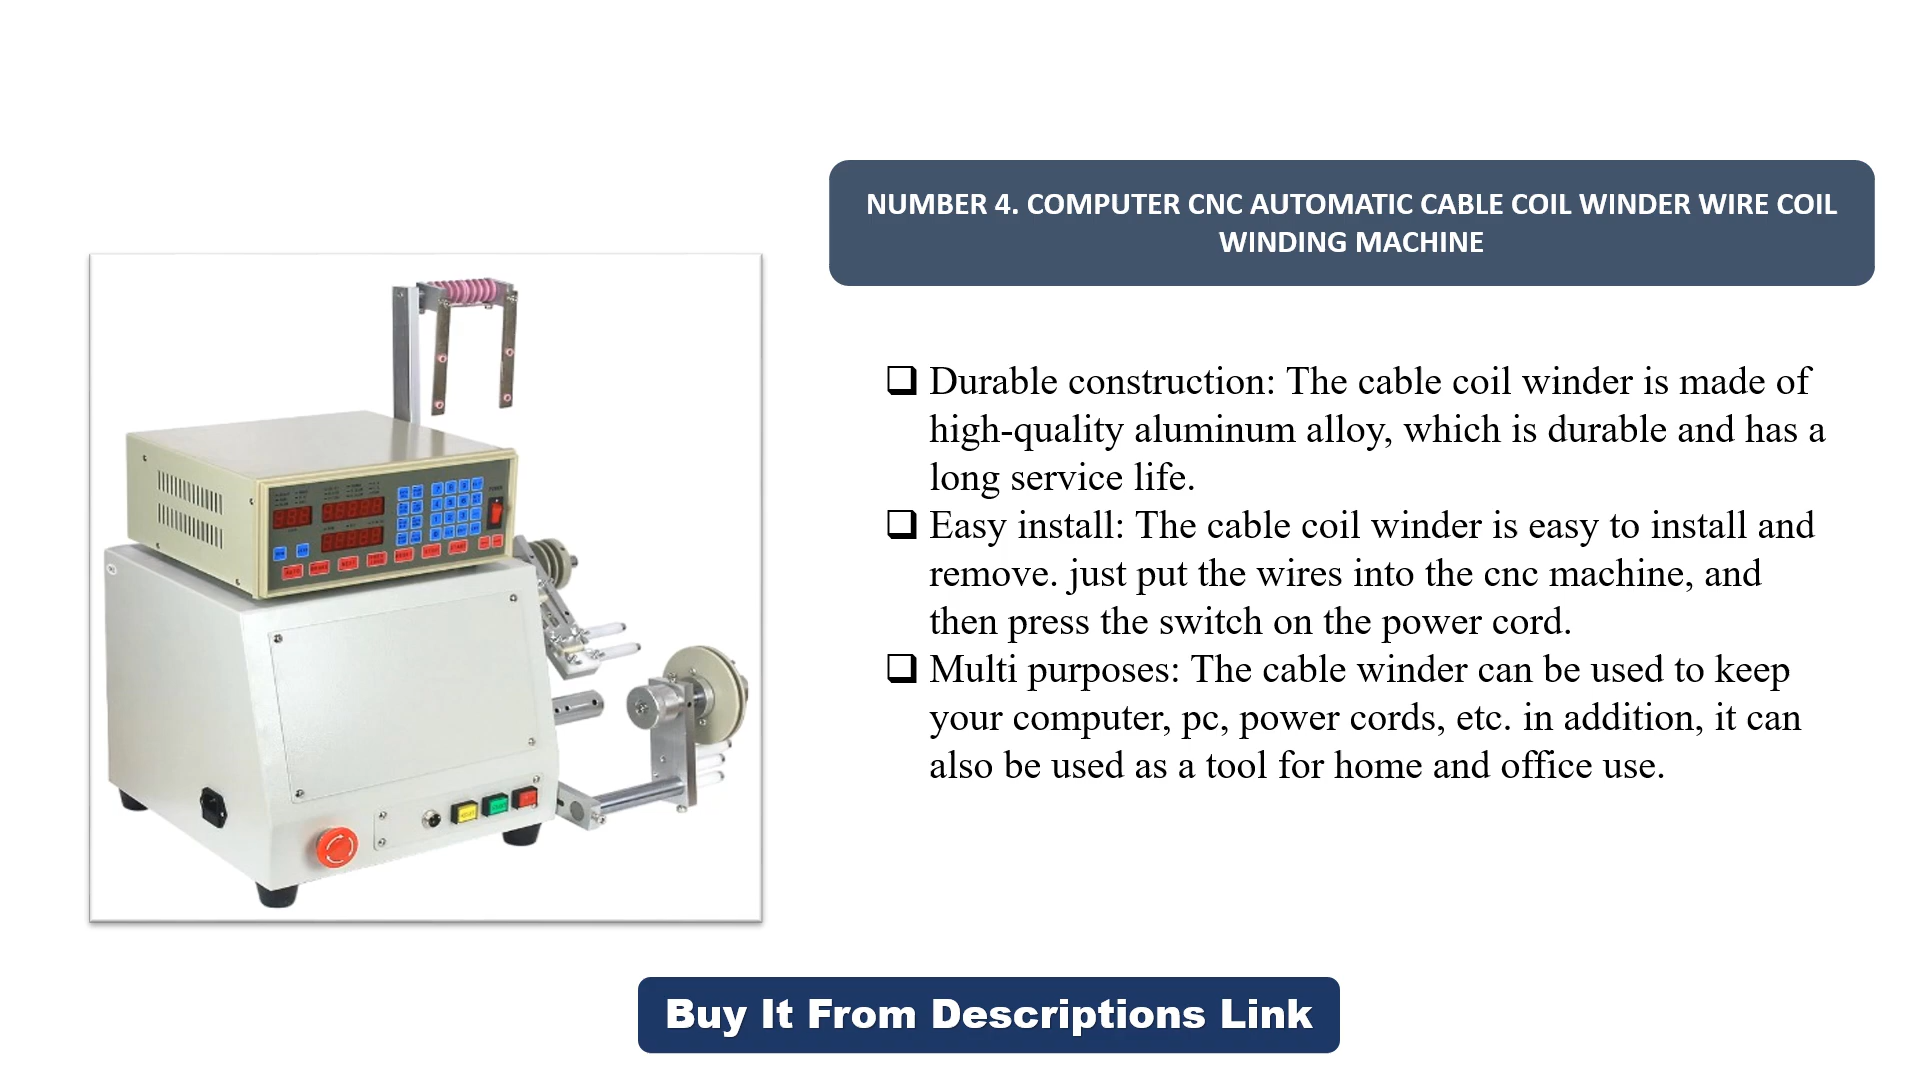 NUMBER 4. COMPUTER CNC AUTOMATIC CABLE COIL WINDER WIRE COIL
WINDING MACHINE
Durable construction: The cable coil winder is made of
high-quality aluminum alloy, which is durable and has a
long service life.
Easy install: The cable coil winder is easy to install and
remove. just put the wires into the cnc machine, and
then press the switch on the power cord.
Multi purposes: The cable winder can be used to keep
your computer, pc, power cords, etc. in addition, it can
also be used as a tool for home and office use.
Buy It From Descriptions Link